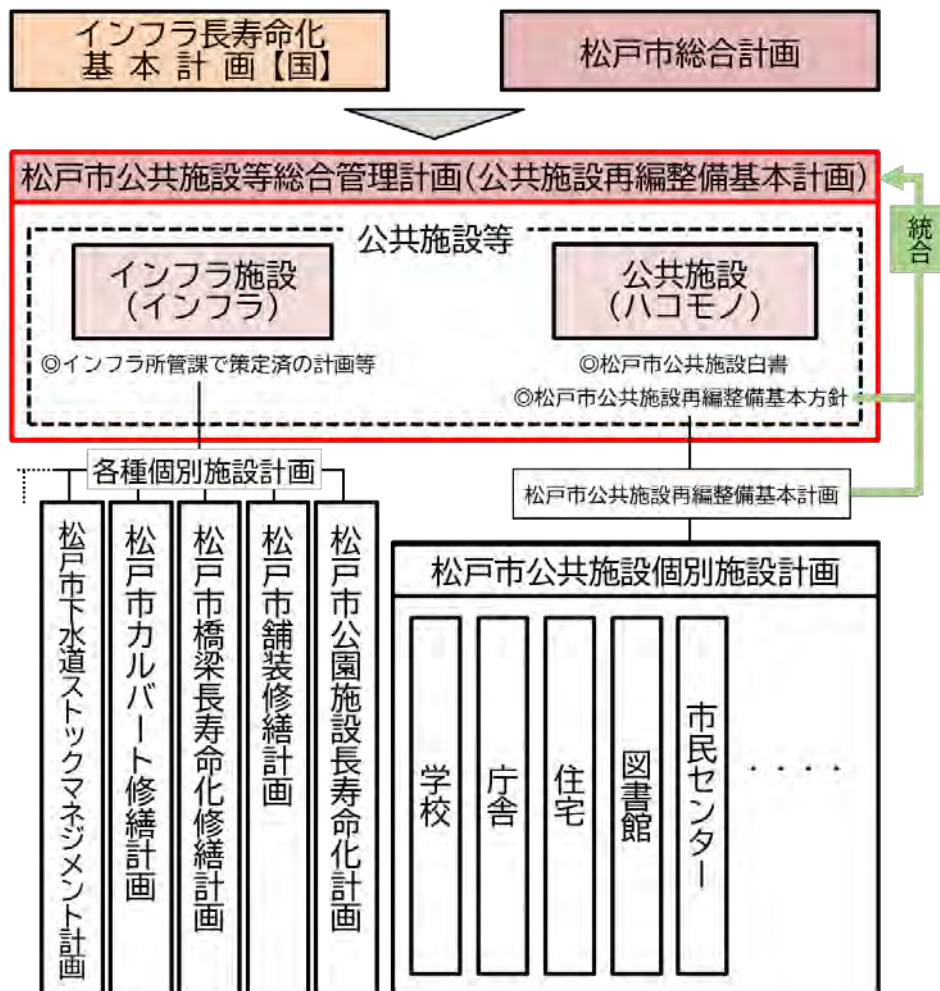 インフラ長寿命化
基本計画【国】
松戸市総合計画
松戸市公共施設等総合管理計画(公共施設再編整備基本計画)
統合
公共施設等
インフラ施設
(インフラ)
公共施設
(ハコモノ)
◎インフラ所管課で策定済の計画等
◎松戸市公共施設白書
◎松戸市公共施設再編整備基本方針
各種個別施設計画
松戸市公共施設再編整備基本計画
松戸市下水道ストックマネジメント計画
松戸市カルバート修繕計画
松戸市橋梁長寿命化修繕計画
松戸市舗装修繕計画
松戸市公園施設長寿命化計画
松戸市公共施設個別施設計画
学校
庁舎
住宅
図書館
市民センター
・・・・